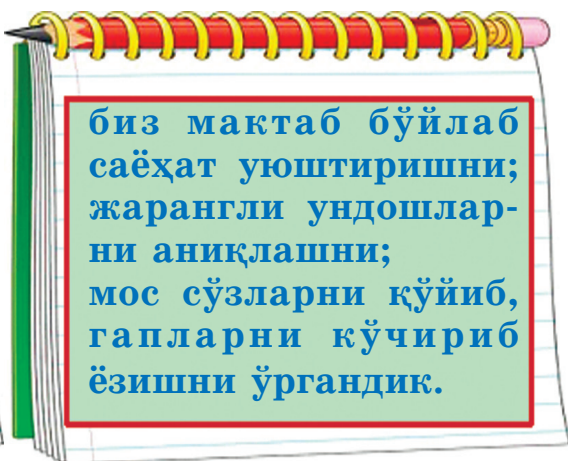 биз мактаб бўйлаб
саёҳат уюштиришни;
жарангли ундошлар-
ни аниқлашни;
мос сўзларни қўйиб,
гапларни кўчириб
ёзишни ўргандик.